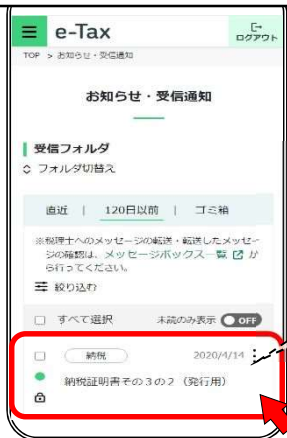 e-Tax
ログアウト
TOP > お知らせ・受信通知
お知らせ・受信通知
受信フォルダ
フォルダ切替え
直近 | 120日以前 | ゴミ箱
※税理士へのメッセージの転送・転送したメッセー
ジの確認は、メッセージボックス一覧 か
ら行ってください。
絞り込む
すべて選択 未読のみ表示 OFF
納税 2020/4/14
納税証明書その3の2（発行用）